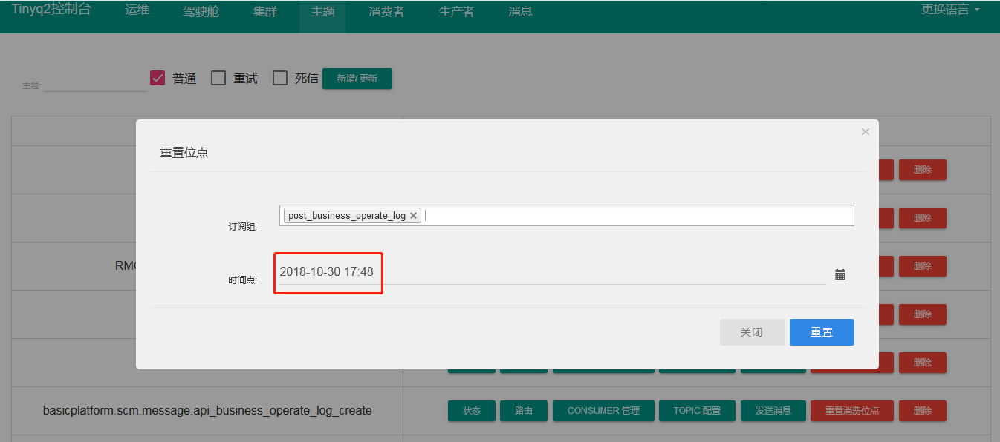 Tinyq2控制台 运维 驾驶舱 集群 主题 消费者 生产者 消息 更换语言
主题: 普通 重试 死信 新增/更新
×
重置位点
删除
订阅组: post_business_operate_log ×
删除
RM
时间点: 2018-10-30 17:48
删除
删除
关闭 重置
删除
basicplatform.scm.message.api_business_operate_log_create 状态 路由 CONSUMER 管理 TOPIC 配置 发送消息 重置消费位点 删除